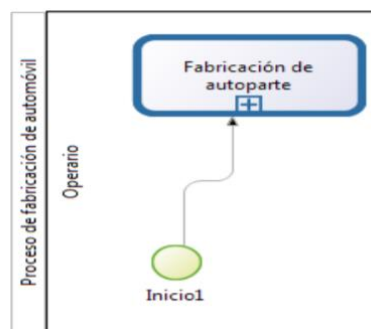 Proceso de fabricación de automóvil
Operario
Fabricación de
autoparte
Inicio1